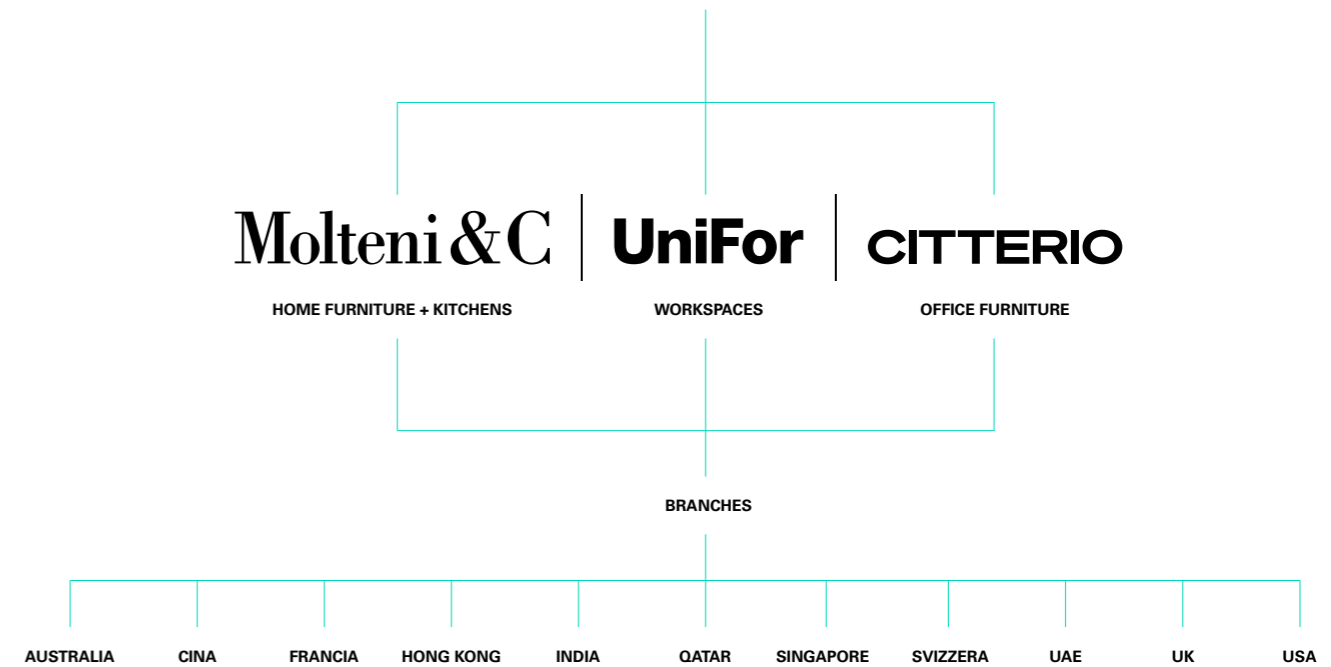 Molteni&C | UniFor | CITTERIO
HOME FURNITURE + KITCHENS WORKSPACES OFFICE FURNITURE
BRANCHES
AUSTRALIA CINA FRANCIA HONG KONG INDIA QATAR SINGAPORE SVIZZERA UAE UK USA